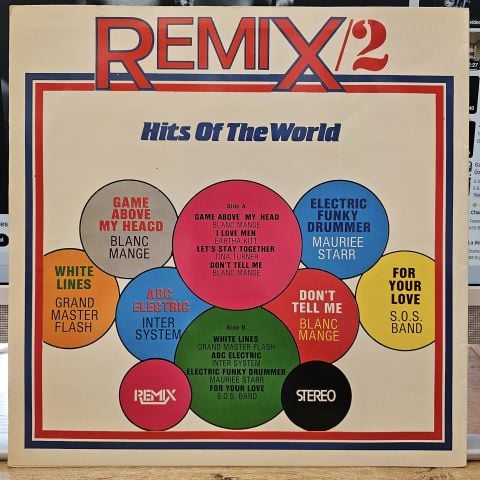 REMIX/2
Hits Of The World
GAME
ABOVE
MY HEACD
BLANC
MANGE
Side A
GAME ABOVE MY HEAD
BLANC MANGE
I LOVE MEN
EARTHA KITT
LET'S STAY TOGETHER
TINA TURNER
DON'T TELL ME
BLANC MANGE
ELECTRIC
FUNKY
DRUMMER
MAURIEE
STARR
WHITE
LINES
GRAND
MASTER
FLASH
ABC
ELECTRIC
INTER
SYSTEM
DON'T
TELL ME
BLANC
MANGE
FOR
YOUR
LOVE
S.O.S.
BAND
Side B
WHITE LINES
GRAND MASTER FLASH
ABC ELECTRIC
INTER SYSTEM
ELECTRIC FUNKY DRUMMER
MAURIEE STARR
FOR YOUR LOVE
S.O.S. BAND
REMIX
STEREO